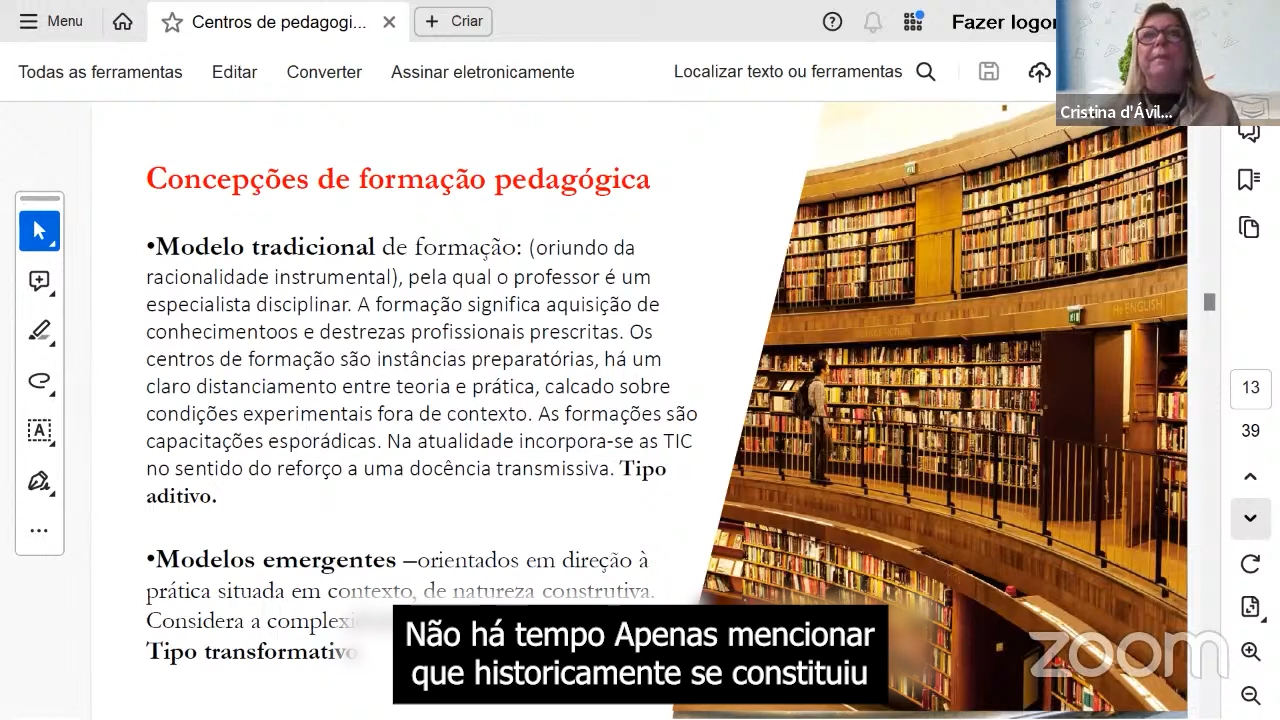 Menu
Centros de pedagogi...
Criar
Fazer logon
Todas as ferramentas
Editar
Converter
Assinar eletronicamente
Localizar texto ou ferramentas
Cristina d'Ávil...
Concepções de formação pedagógica
•Modelo tradicional de formação: (oriundo da
racionalidade instrumental), pela qual o professor é um
especialista disciplinar. A formação significa aquisição de
conhecimentoos e destrezas profissionais prescritas. Os
centros de formação são instâncias preparatórias, há um
claro distanciamento entre teoria e prática, calcado sobre
condições experimentais fora de contexto. As formações são
capacitações esporádicas. Na atualidade incorpora-se as TIC
no sentido do reforço a uma docência transmissiva. Tipo
aditivo.
•Modelos emergentes –orientados em direção à
prática situada em contexto, de natureza construtiva.
Considera a
Tipo transformativo
Não há tempo Apenas mencionar
que historicamente se constituiu
He ENGLISH
13
39
zoom